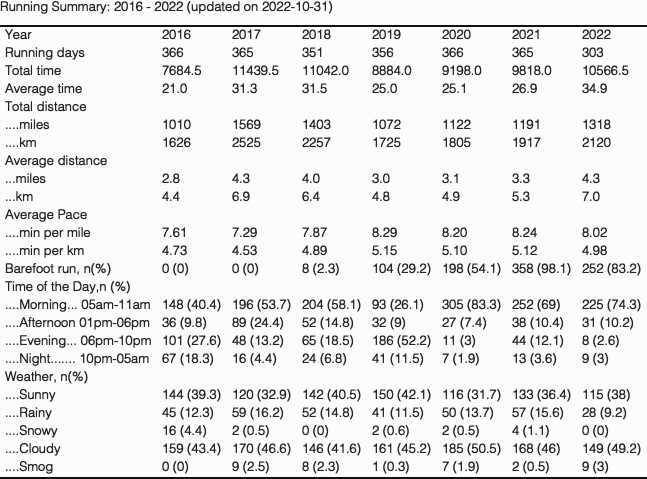 Running Summary: 2016 - 2022 (updated on 2022-10-31)
Year 2016 2017 2018 2019 2020 2021 2022
Running days 366 365 351 356 366 365 303
Total time 7684.5 11439.5 11042.0 8884.0 9198.0 9818.0 10566.5
Average time 21.0 31.3 31.5 25.0 25.1 26.9 34.9
Total distance
....miles 1010 1569 1403 1072 1122 1191 1318
....km 1626 2525 2257 1725 1805 1917 2120
Average distance
...miles 2.8 4.3 4.0 3.0 3.1 3.3 4.3
...km 4.4 6.9 6.4 4.8 4.9 5.3 7.0
Average Pace
....min per mile 7.61 7.29 7.87 8.29 8.20 8.24 8.02
....min per km 4.73 4.53 4.89 5.15 5.10 5.12 4.98
Barefoot run, n(%) 0 (0) 0 (0) 8 (2.3) 104 (29.2) 198 (54.1) 358 (98.1) 252 (83.2)
Time of the Day,n (%)
....Morning... 05am-11am 148 (40.4) 196 (53.7) 204 (58.1) 93 (26.1) 305 (83.3) 252 (69) 225 (74.3)
....Afternoon 01pm-06pm 36 (9.8) 89 (24.4) 52 (14.8) 32 (9) 27 (7.4) 38 (10.4) 31 (10.2)
....Evening... 06pm-10pm 101 (27.6) 48 (13.2) 65 (18.5) 186 (52.2) 11 (3) 44 (12.1) 8 (2.6)
....Night....... 10pm-05am 67 (18.3) 16 (4.4) 24 (6.8) 41 (11.5) 7 (1.9) 13 (3.6) 9 (3)
Weather, n(%)
....Sunny 144 (39.3) 120 (32.9) 142 (40.5) 150 (42.1) 116 (31.7) 133 (36.4) 115 (38)
....Rainy 45 (12.3) 59 (16.2) 52 (14.8) 41 (11.5) 50 (13.7) 57 (15.6) 28 (9.2)
....Snowy 16 (4.4) 2 (0.5) 0 (0) 2 (0.6) 2 (0.5) 4 (1.1) 0 (0)
....Cloudy 159 (43.4) 170 (46.6) 146 (41.6) 161 (45.2) 185 (50.5) 168 (46) 149 (49.2)
....Smog 0 (0) 9 (2.5) 8 (2.3) 1 (0.3) 7 (1.9) 2 (0.5) 9 (3)